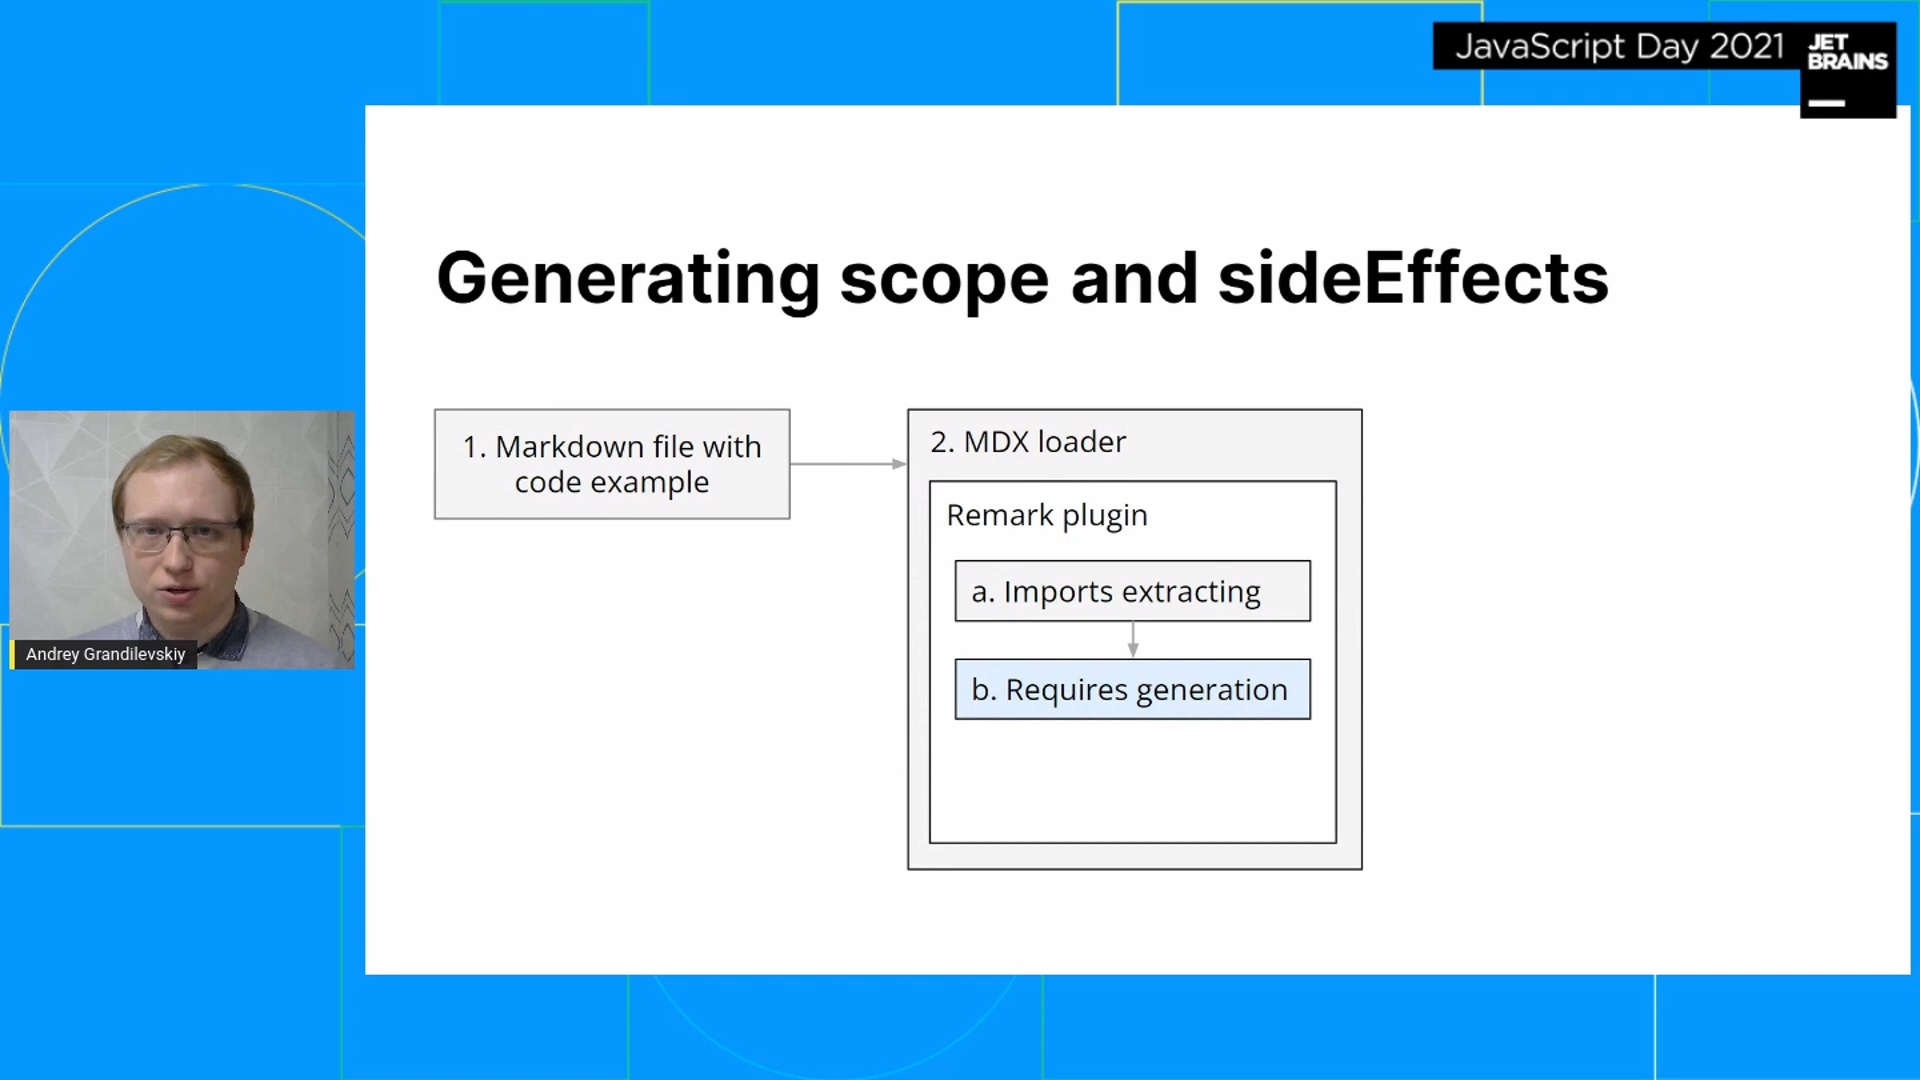 JavaScript Day 2021
JET
BRAINS
Generating scope and sideEffects
1. Markdown file with
code example
2. MDX loader
Remark plugin
a. Imports extracting
b. Requires generation
Andrey Grandilevskiy